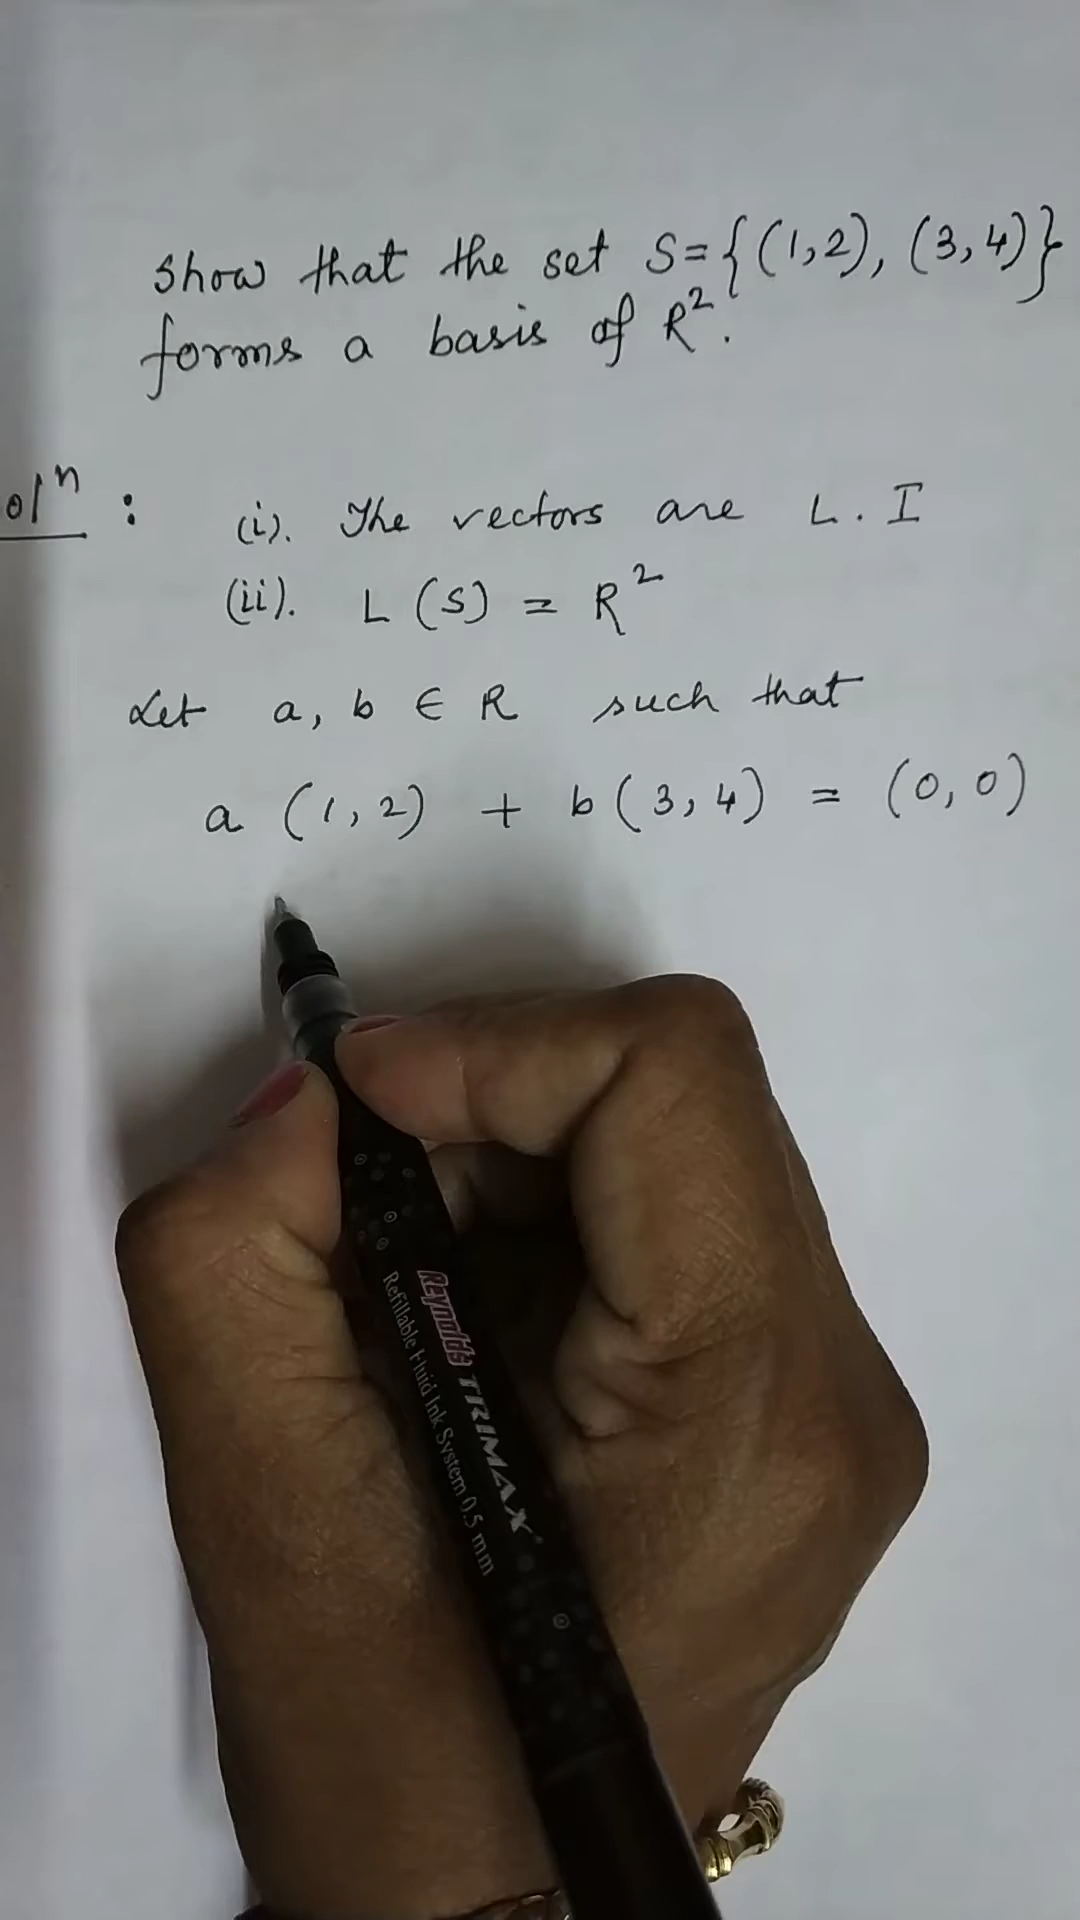 Show that the set S={(1,2), (3,4)}
forms a basis of R².
olⁿ :
(i). The vectors are L.I
(ii). L(S) = R²
Let a, b ∈ R such that
a (1,2) + b(3,4) = (0,0)
Reynolds TRIMAX
Refillable Fluid Ink System 0.5 mm